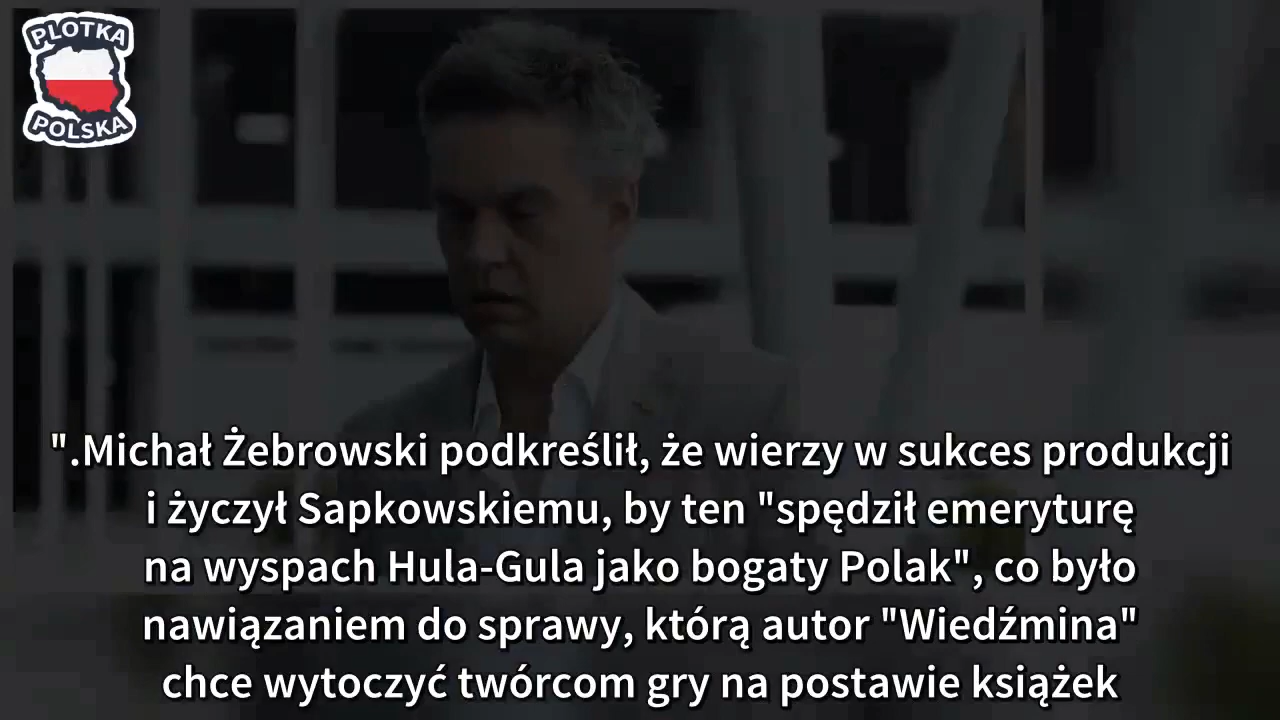 PLOTKA
POLSKA
".Michał Żebrowski podkreślił, że wierzy w sukces produkcji
i życzył Sapkowskiemu, by ten "spędził emeryturę
na wyspach Hula-Gula jako bogaty Polak", co było
nawiązaniem do sprawy, którą autor "Wiedźmina"
chce wytoczyć twórcom gry na postawie książek